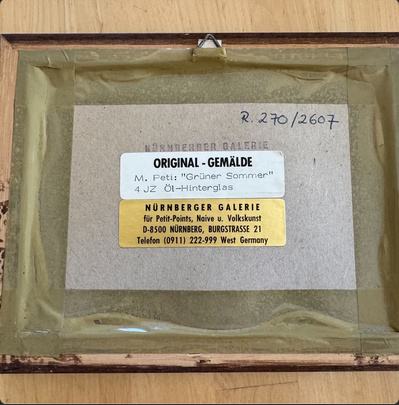 R. 270/2607
NÜRNBERGER GALERIE
ORIGINAL - GEMÄLDE
M. Peti: "Grüner Sommer"
4 JZ Öl-Hinterglas
NÜRNBERGER GALERIE
für Petit-Points, Naive u. Volkskunst
D-8500 NÜRNBERG, BURGSTRASSE 21
Telefon (0911) 222-999 West Germany